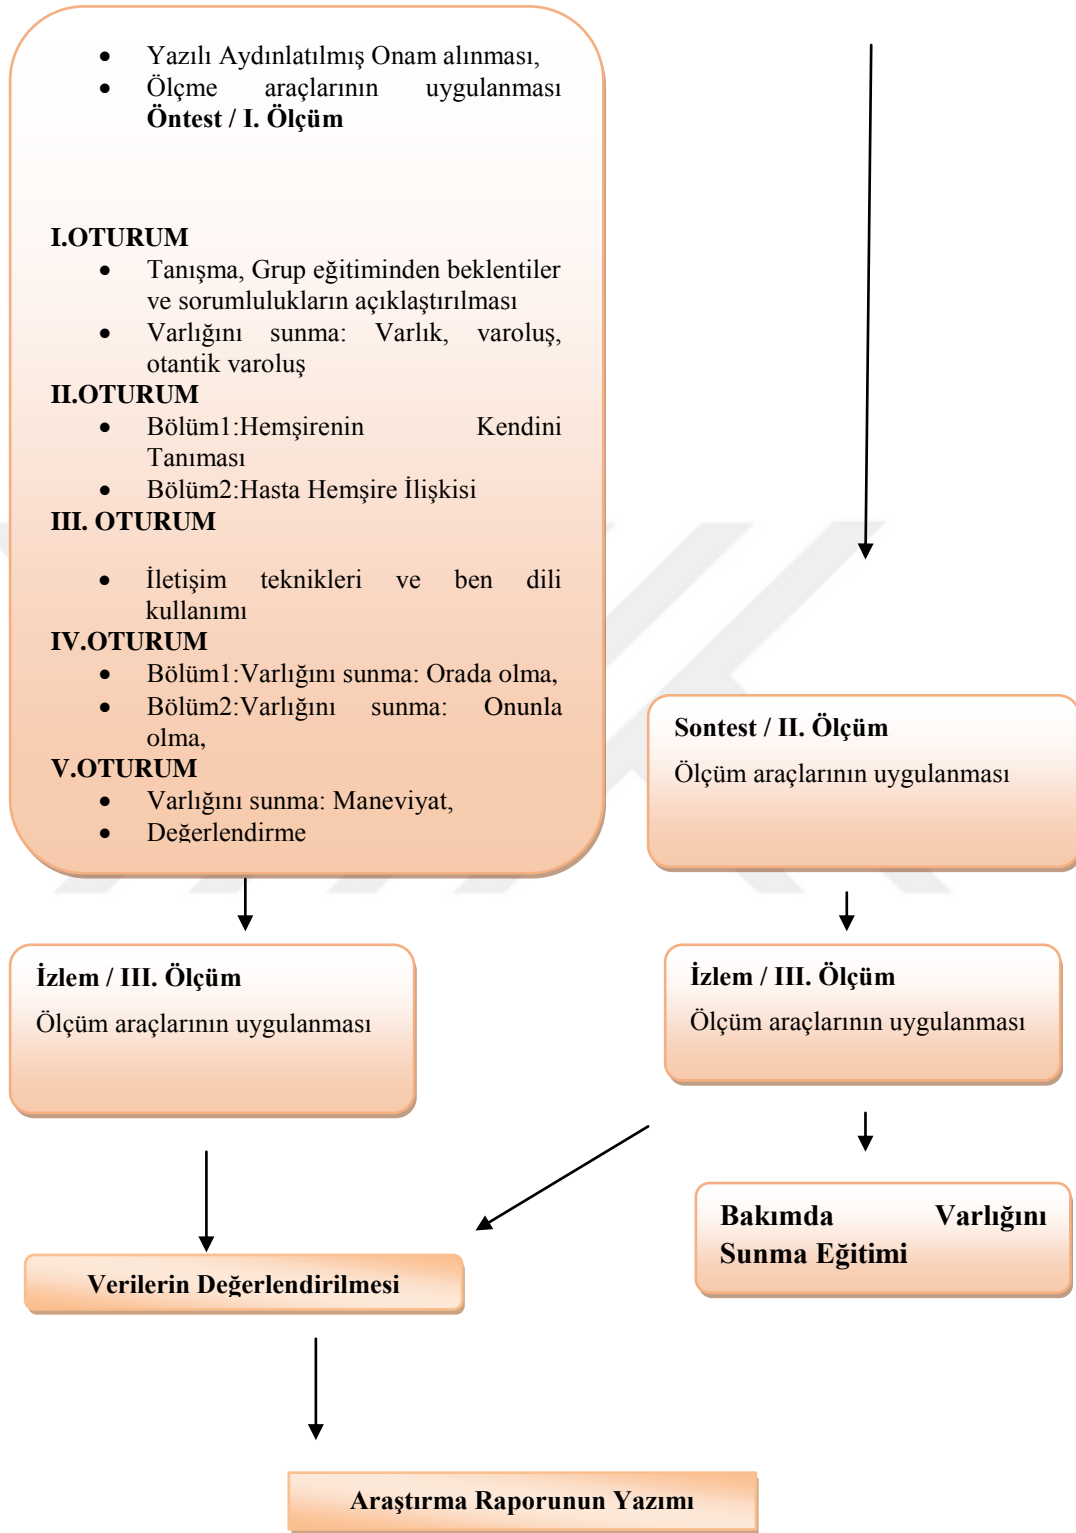 • Yazılı Aydınlatılmış Onam alınması,
• Ölçme araçlarının uygulanması
Öntest / I. Ölçüm
I.OTURUM
• Tanışma, Grup eğitiminden beklentiler
ve sorumlulukların açıklaştırılması
• Varlığını sunma: Varlık, varoluş,
otantik varoluş
II.OTURUM
• Bölüm1:Hemşirenin Kendini
Tanıması
• Bölüm2:Hasta Hemşire İlişkisi
III. OTURUM
• İletişim teknikleri ve ben dili
kullanımı
IV.OTURUM
• Bölüm1:Varlığını sunma: Orada olma,
• Bölüm2:Varlığını sunma: Onunla
olma,
V.OTURUM
• Varlığını sunma: Maneviyat,
• Değerlendirme
Sontest / II. Ölçüm
Ölçüm araçlarının uygulanması
İzlem / III. Ölçüm
Ölçüm araçlarının uygulanması
İzlem / III. Ölçüm
Ölçüm araçlarının uygulanması
Bakımda Varlığını
Sunma Eğitimi
Verilerin Değerlendirilmesi
Araştırma Raporunun Yazımı